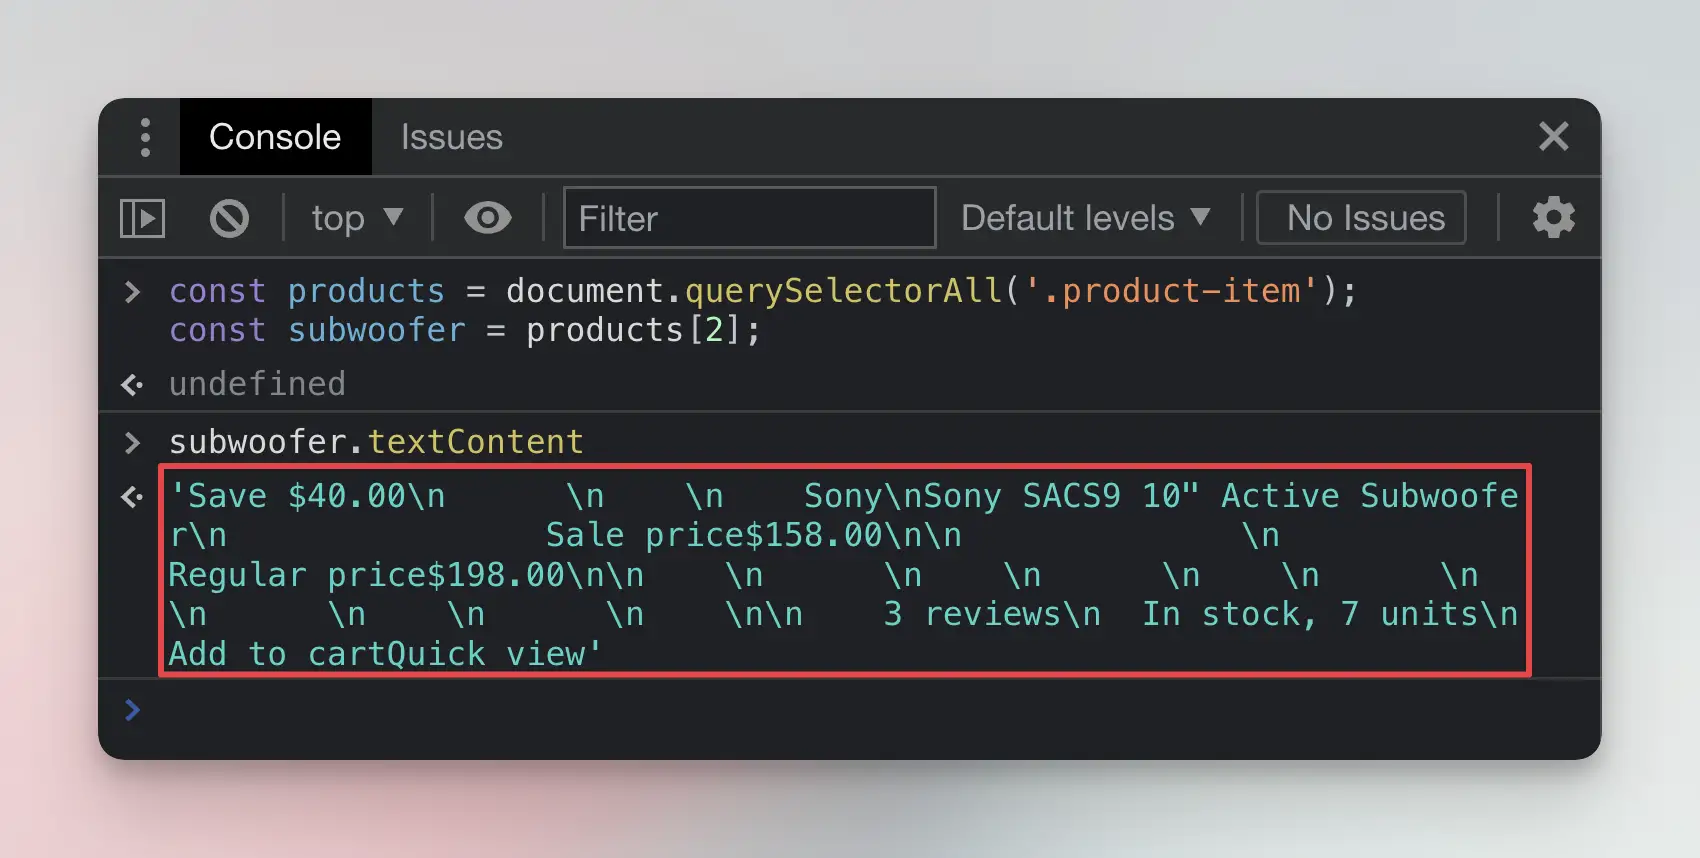 Console Issues
top Filter Default levels No Issues
const products = document.querySelectorAll('.product-item');
const subwoofer = products[2];
undefined
subwoofer.textContent
'Save $40.00\n      \n    \n    Sony\nSony SACS9 10" Active Subwoofe
r\n                Sale price$158.00\n\n              \n
Regular price$198.00\n\n    \n      \n    \n      \n    \n      \n
\n      \n    \n      \n    \n\n    3 reviews\n  In stock, 7 units\n
Add to cartQuick view'